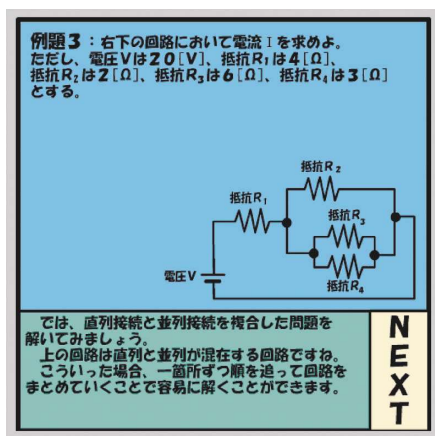 例題3：右下の回路において電流Iを求めよ。
ただし、電圧Vは20[V]、抵抗R₁は4[Ω]、
抵抗R₂は2[Ω]、抵抗R₃は6[Ω]、抵抗R₄は3[Ω]
とする。
抵抗R₂
抵抗R₁
抵抗R₃
電圧V
抵抗R₄
では、直列接続と並列接続を複合した問題を
解いてみましょう。
上の回路は直列と並列が混在する回路ですね。
こういった場合、一箇所ずつ順を追って回路を
まとめていくことで容易に解くことができます。
NEXT